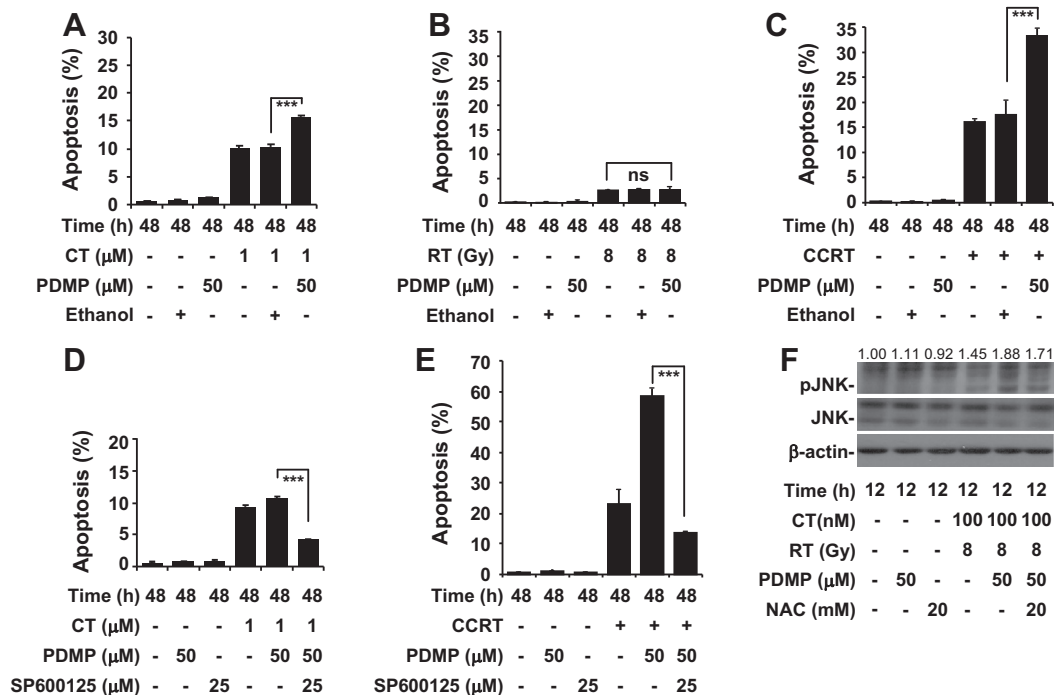 A
Apoptosis (%)
30
25
20
15
10
5
0
***
Time (h) 48 48 48 48 48 48
CT (μM) - - - 1 1 1
PDMP (μM) - - 50 - - 50
Ethanol - + - - + -
B
Apoptosis (%)
35
30
25
20
15
10
5
0
ns
Time (h) 48 48 48 48 48 48
RT (Gy) - - - 8 8 8
PDMP (μM) - - 50 - - 50
Ethanol - + - - + -
C
Apoptosis (%)
35
30
25
20
15
10
5
0
***
Time (h) 48 48 48 48 48 48
CCRT - - - + + +
PDMP (μM) - - 50 - - 50
Ethanol - + - - + -
D
Apoptosis (%)
20
15
10
5
0
***
Time (h) 48 48 48 48 48 48
CT (μM) - - - 1 1 1
PDMP (μM) - 50 - - 50 50
SP600125 (μM) - - 25 - - 25
E
Apoptosis (%)
70
60
50
40
30
20
10
0
***
Time (h) 48 48 48 48 48 48
CCRT - - - + + +
PDMP (μM) - 50 - - 50 50
SP600125 (μM) - - 25 - - 25
F
1.00 1.11 0.92 1.45 1.88 1.71
pJNK-
JNK-
β-actin-
Time (h) 12 12 12 12 12 12
CT(nM) - - - 100 100 100
RT (Gy) - - - 8 8 8
PDMP (μM) - 50 - - 50 50
NAC (mM) - - 20 - - 20